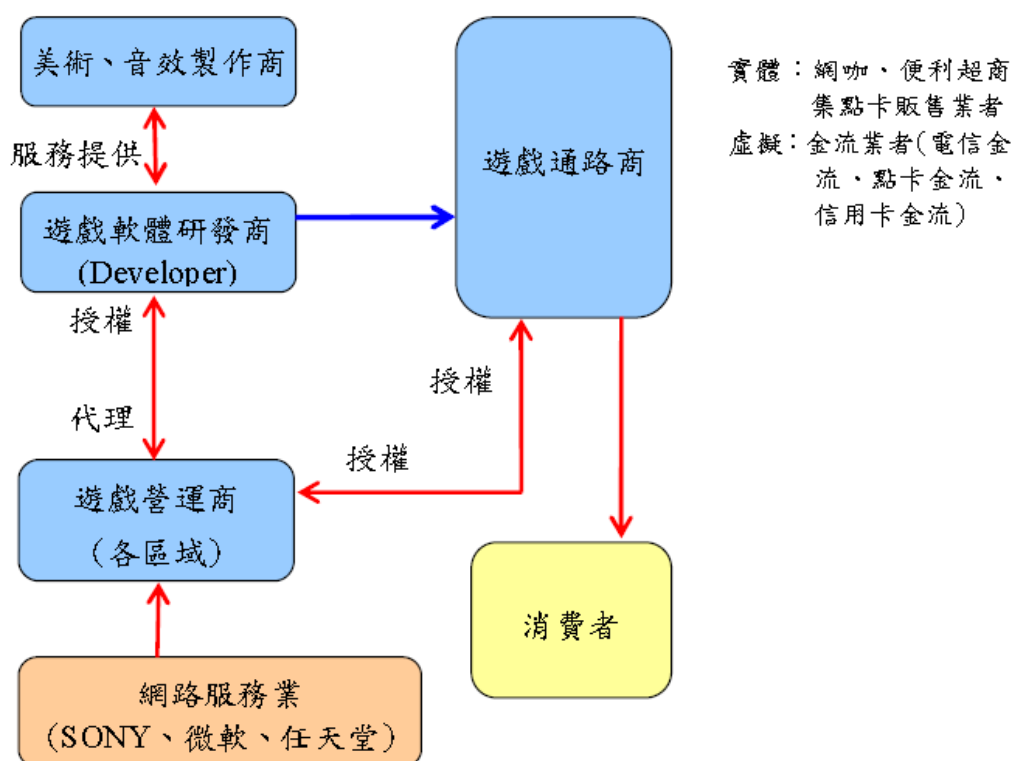 美術、音效製作商
服務提供
遊戲軟體研發商
(Developer)
授權
代理
遊戲營運商
(各區域)
網路服務業
(SONY、微軟、任天堂)
遊戲通路商
授權
授權
消費者
實體：網咖、便利超商
集點卡販售業者
虛擬：金流業者(電信金
流、點卡金流、
信用卡金流)